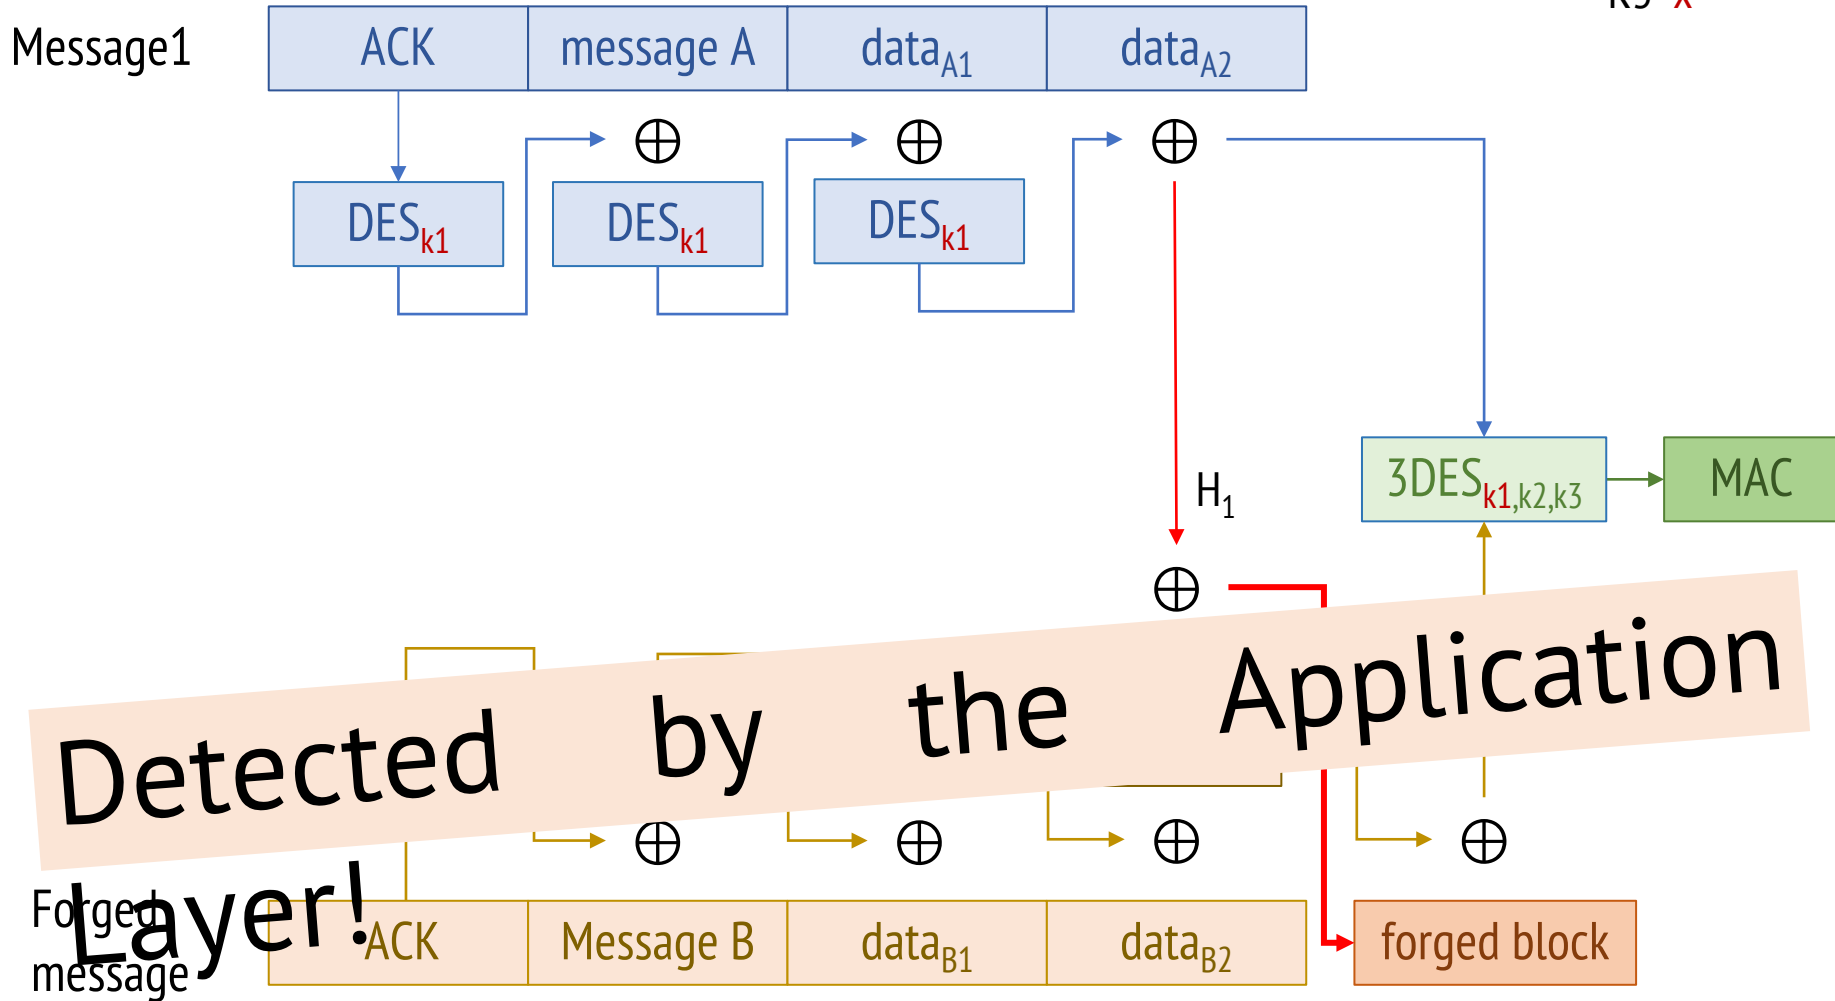 K3 x
Message1 ACK message A dataA1 dataA2
DESk1 DESk1 DESk1
3DESk1,k2,k3 MAC
H1
Detected by the Application
Layer!
Forged
message
ACK Message B dataB1 dataB2 forged block